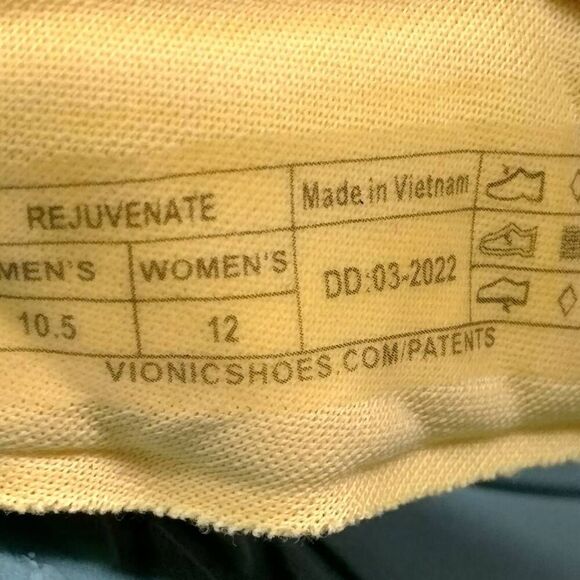 REJUVENATE
Made in Vietnam
MEN'S
WOMEN'S
DD:03-2022
10.5
12
VIONICSHOES.COM/PATENTS